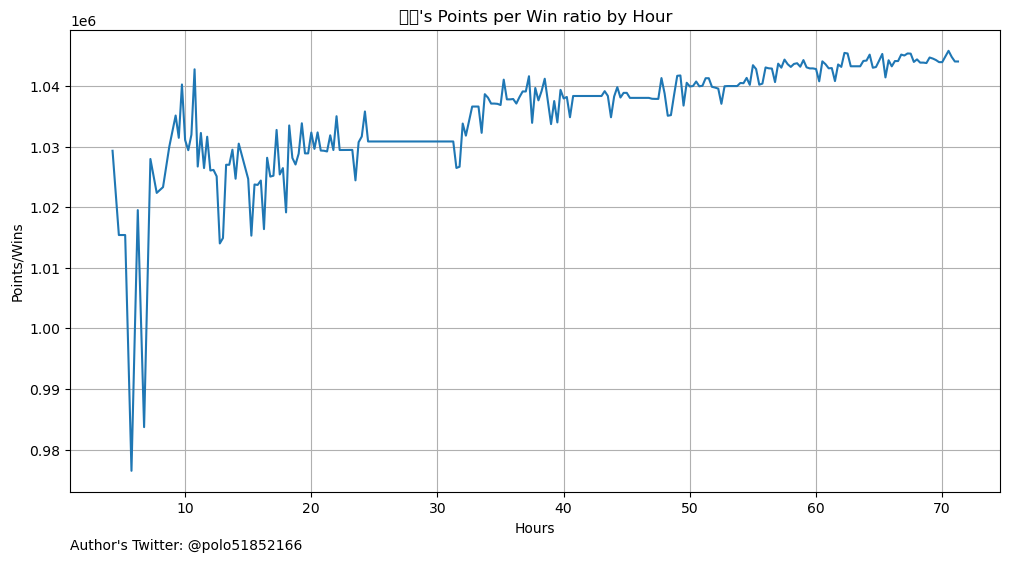 's Points per Win ratio by Hour
1e6
Points/Wins
1.04
1.03
1.02
1.01
1.00
0.99
0.98
10 20 30 40 50 60 70
Hours
Author's Twitter: @polo51852166